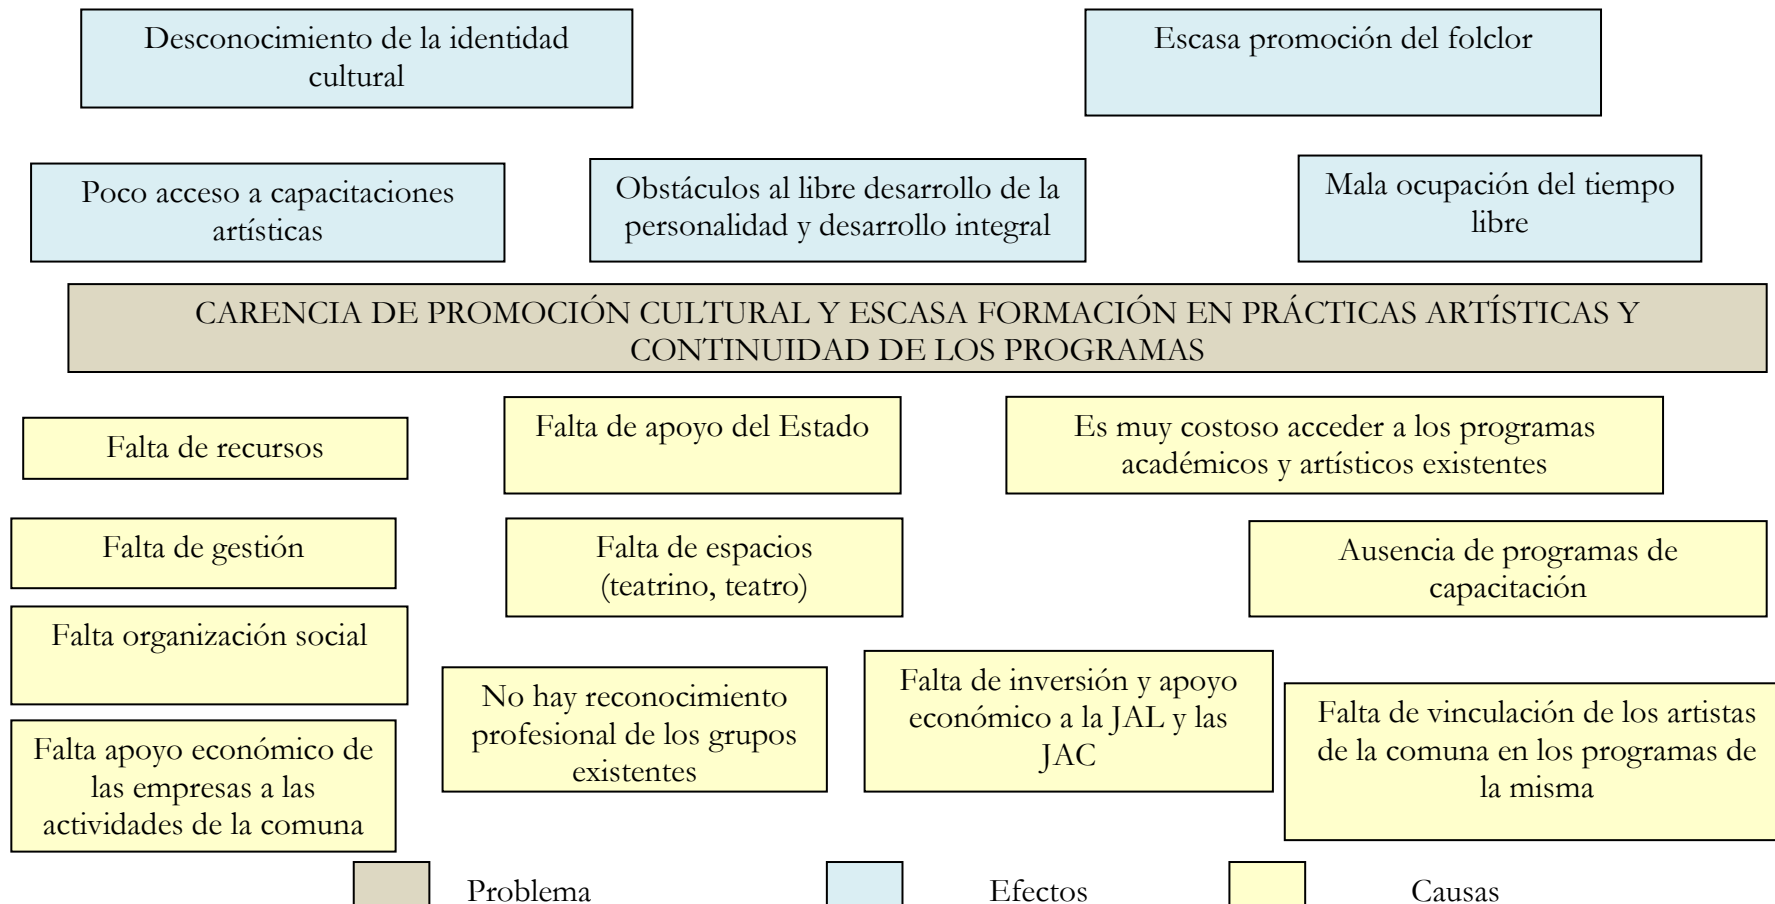 Desconocimiento de la identidad
cultural
Escasa promoción del folclor
Poco acceso a capacitaciones
artísticas
Obstáculos al libre desarrollo de la
personalidad y desarrollo integral
Mala ocupación del tiempo
libre
CARENCIA DE PROMOCIÓN CULTURAL Y ESCASA FORMACIÓN EN PRÁCTICAS ARTÍSTICAS Y
CONTINUIDAD DE LOS PROGRAMAS
Falta de recursos
Falta de apoyo del Estado
Es muy costoso acceder a los programas
académicos y artísticos existentes
Falta de gestión
Falta de espacios
(teatrino, teatro)
Ausencia de programas de
capacitación
Falta organización social
No hay reconocimiento
profesional de los grupos
existentes
Falta de inversión y apoyo
económico a la JAL y las
JAC
Falta de vinculación de los artistas
de la comuna en los programas de
la misma
Falta apoyo económico de
las empresas a las
actividades de la comuna
Problema
Efectos
Causas